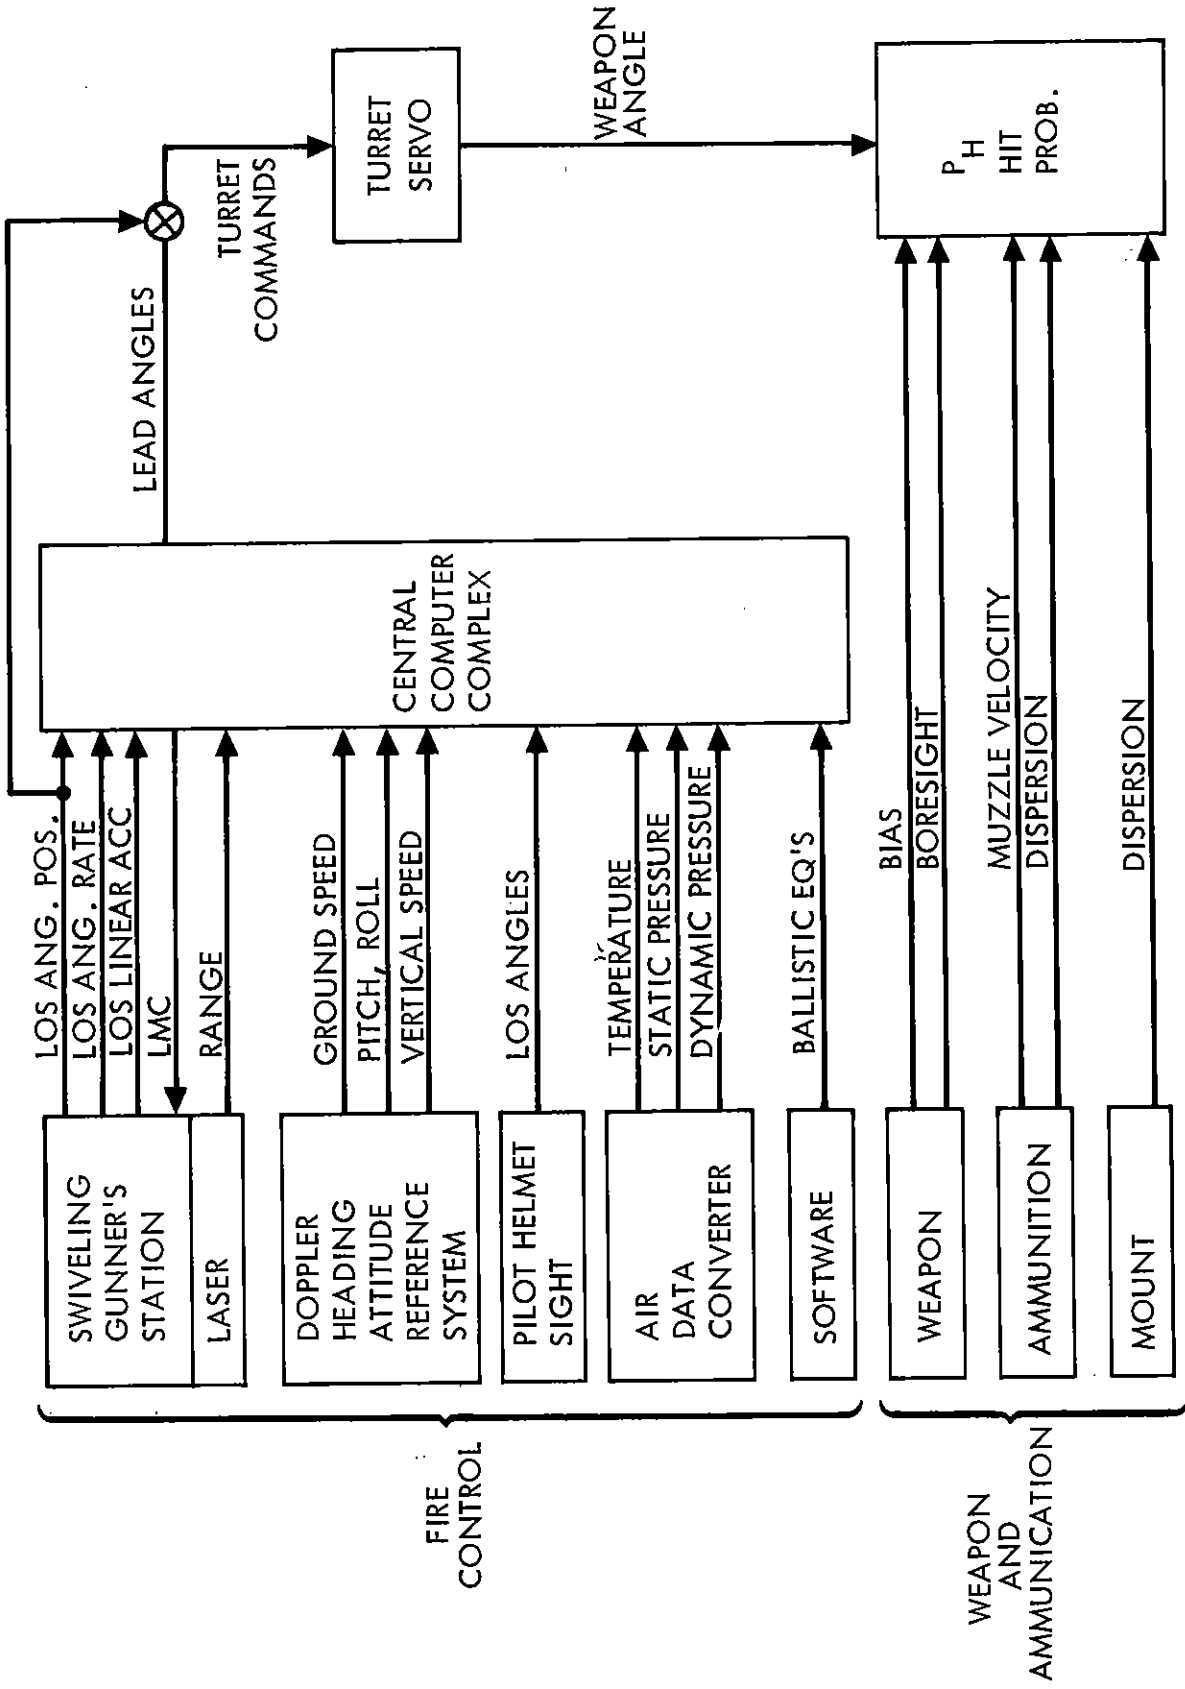 FIRE
CONTROL
SWIVELING
GUNNER'S
STATION
LASER
DOPPLER
HEADING
ATTITUDE
REFERENCE
SYSTEM
PILOT HELMET
SIGHT
AIR
DATA
CONVERTER
SOFTWARE
WEAPON
AND
AMMUNICATION
WEAPON
AMMUNITION
MOUNT
LOS ANG. POS.
LOS ANG. RATE
LOS LINEAR ACC
LMC
RANGE
GROUND SPEED
PITCH, ROLL
VERTICAL SPEED
LOS ANGLES
TEMPERATURE
STATIC PRESSURE
DYNAMIC PRESSURE
BALLISTIC EQ'S
BIAS
BORESIGHT
MUZZLE VELOCITY
DISPERSION
DISPERSION
CENTRAL
COMPUTER
COMPLEX
LEAD ANGLES
TURRET
COMMANDS
TURRET
SERVO
WEAPON
ANGLE
PH
HIT
PROB.